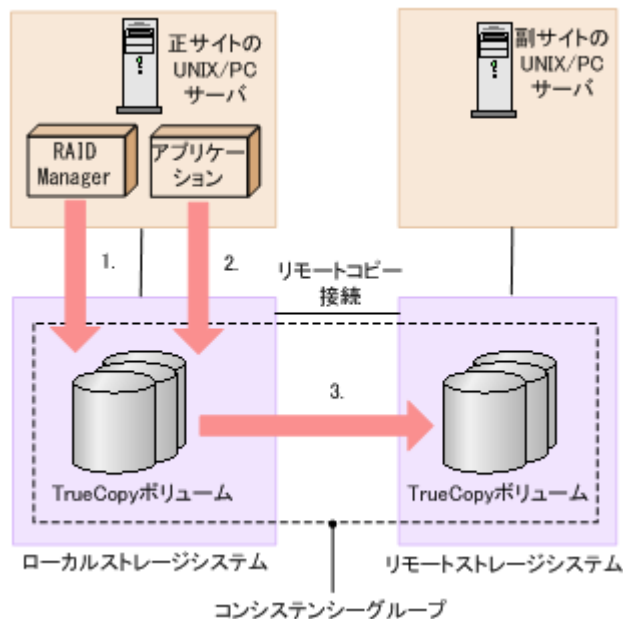 正サイトの
UNIX/PC
サーバ
副サイトの
UNIX/PC
サーバ
RAID
Manager
アプリケー
ション
1.
2.
リモートコピー
接続
3.
TrueCopyボリューム
TrueCopyボリューム
ローカルストレージシステム
リモートストレージシステム
コンシステンシーグループ